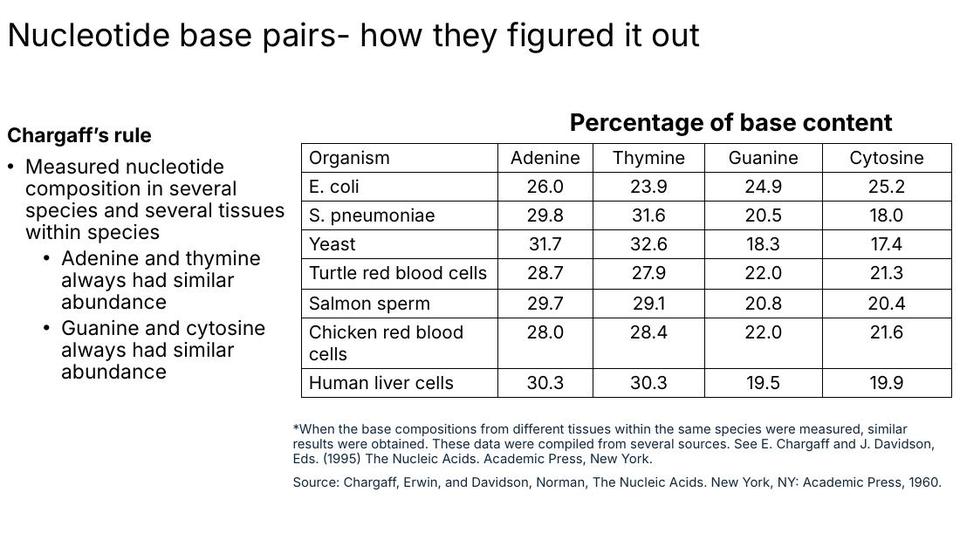 Nucleotide base pairs- how they figured it out
Chargaff's rule
• Measured nucleotide
composition in several
species and several tissues
within species
• Adenine and thymine
always had similar
abundance
• Guanine and cytosine
always had similar
abundance
Percentage of base content
Organism Adenine Thymine Guanine Cytosine
E. coli 26.0 23.9 24.9 25.2
S. pneumoniae 29.8 31.6 20.5 18.0
Yeast 31.7 32.6 18.3 17.4
Turtle red blood cells 28.7 27.9 22.0 21.3
Salmon sperm 29.7 29.1 20.8 20.4
Chicken red blood 28.0 28.4 22.0 21.6
cells
Human liver cells 30.3 30.3 19.5 19.9
*When the base compositions from different tissues within the same species were measured, similar
results were obtained. These data were compiled from several sources. See E. Chargaff and J. Davidson,
Eds. (1995) The Nucleic Acids. Academic Press, New York.
Source: Chargaff, Erwin, and Davidson, Norman, The Nucleic Acids. New York, NY: Academic Press, 1960.